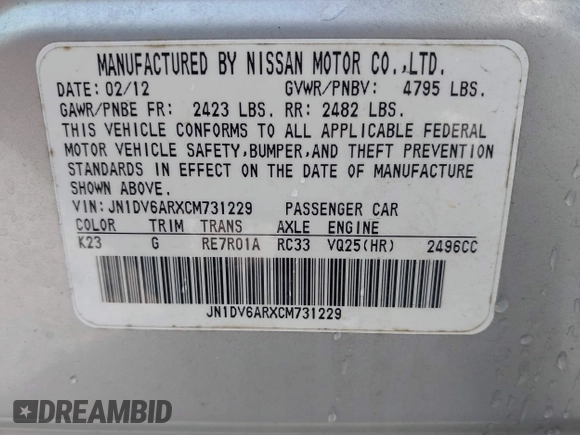 MANUFACTURED BY NISSAN MOTOR CO.,LTD.
DATE: 02/12 GVWR/PNBV: 4795 LBS.
GAWR/PNBE FR: 2423 LBS. RR: 2482 LBS.
THIS VEHICLE CONFORMS TO ALL APPLICABLE FEDERAL
MOTOR VEHICLE SAFETY,BUMPER,AND THEFT PREVENTION
STANDARDS IN EFFECT ON THE DATE OF MANUFACTURE
SHOWN ABOVE.
VIN: JN1DV6ARXCM731229 PASSENGER CAR
COLOR TRIM TRANS AXLE ENGINE
K23 G RE7R01A RC33 VQ25(HR) 2496CC
JN1DV6ARXCM731229
DREAMBID